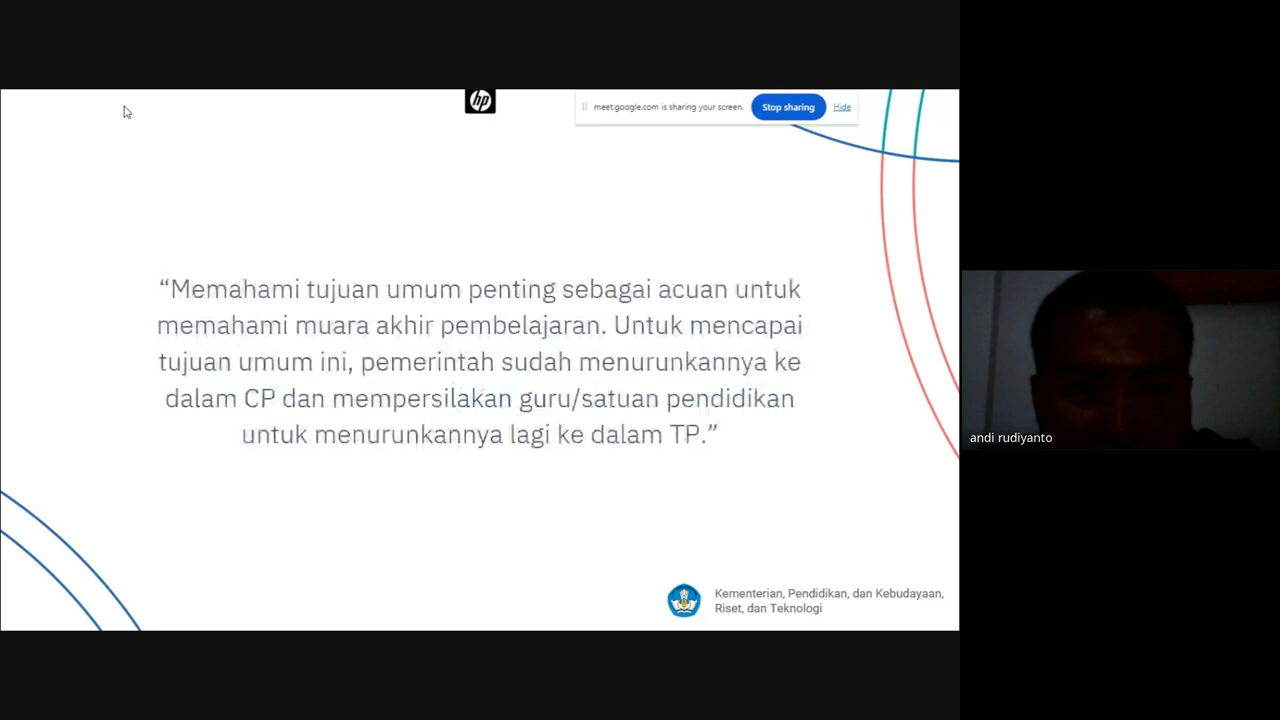 hp
meet.google.com is sharing your screen.
Stop sharing
Hide
“Memahami tujuan umum penting sebagai acuan untuk
memahami muara akhir pembelajaran. Untuk mencapai
tujuan umum ini, pemerintah sudah menurunkannya ke
dalam CP dan mempersilakan guru/satuan pendidikan
untuk menurunkannya lagi ke dalam TP.”
Kementerian, Pendidikan, dan Kebudayaan,
Riset, dan Teknologi
andi rudiyanto